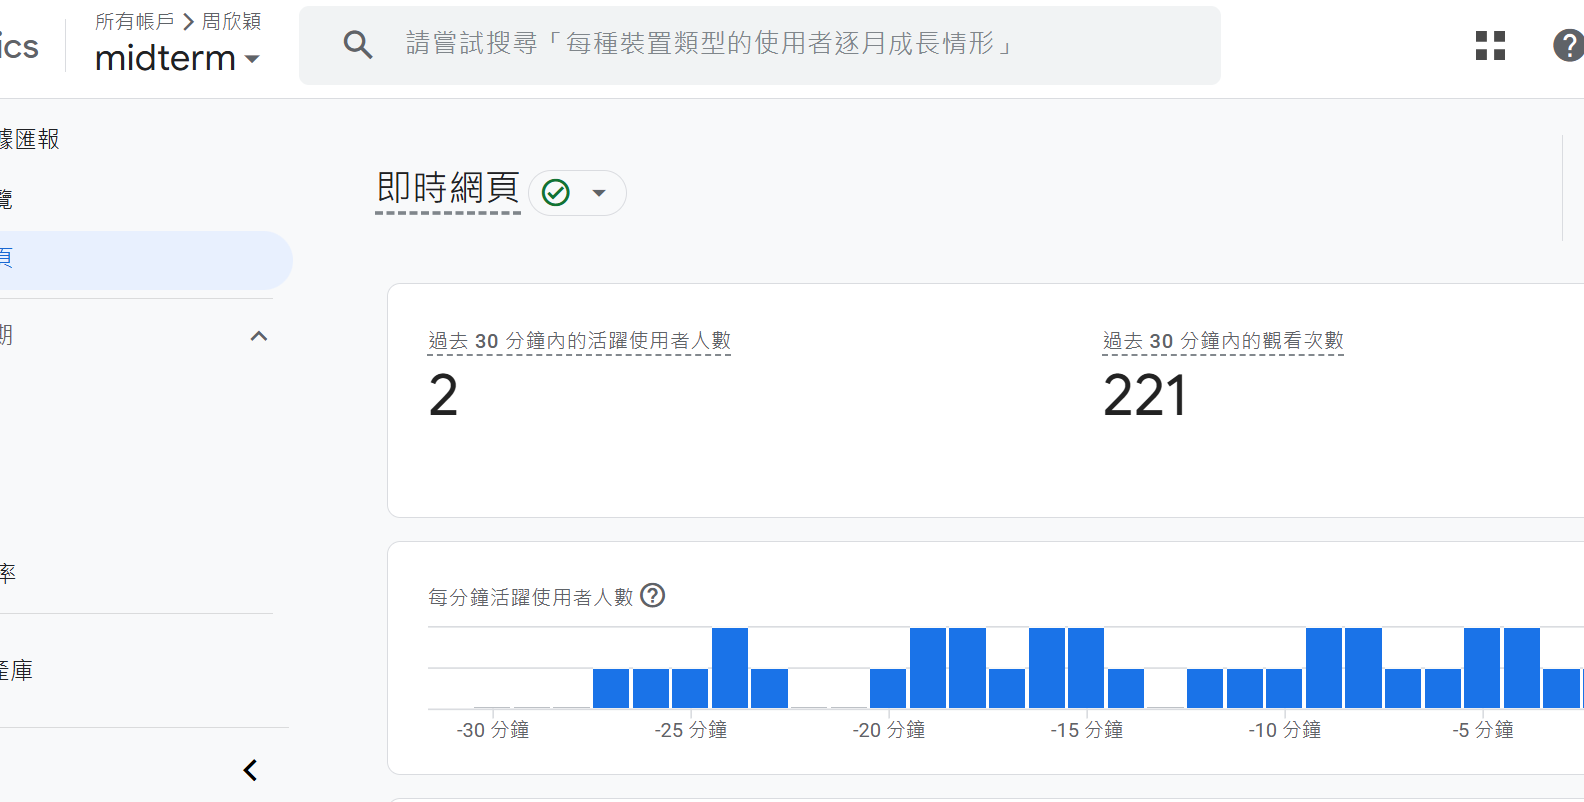 ics
所有帳戶 > 周欣穎
midterm
請嘗試搜尋「每種裝置類型的使用者逐月成長情形」
據匯報
覽
頁
期
率
產庫
即時網頁
過去 30 分鐘內的活躍使用者人數
2
過去 30 分鐘內的觀看次數
221
每分鐘活躍使用者人數
-30 分鐘
-25 分鐘
-20 分鐘
-15 分鐘
-10 分鐘
-5 分鐘